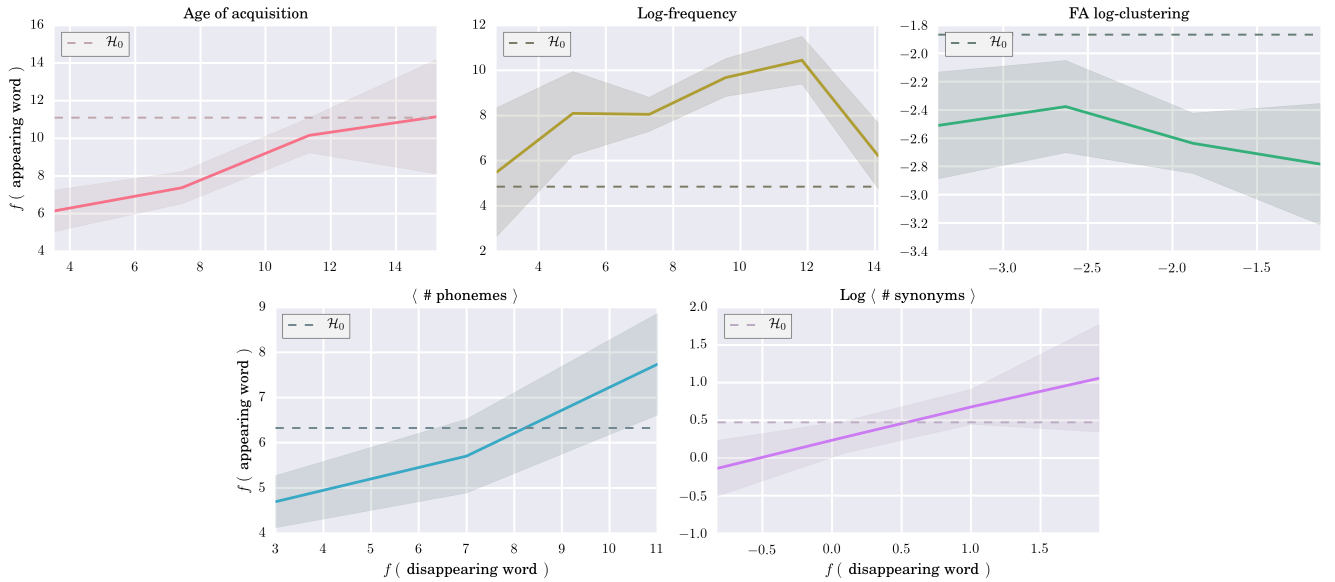 Age of acquisition
Log-frequency
FA log-clustering
ℋ₀
ℋ₀
ℋ₀
f ( appearing word )
16
14
12
10
8
6
4
4 6 8 10 12 14
12
10
8
6
4
2
4 6 8 10 12 14
−1.8
−2.0
−2.2
−2.4
−2.6
−2.8
−3.0
−3.2
−3.4
−3.0 −2.5 −2.0 −1.5
⟨ # phonemes ⟩
Log ⟨ # synonyms ⟩
ℋ₀
ℋ₀
f ( appearing word )
9
8
7
6
5
4
3 4 5 6 7 8 9 10 11
2.0
1.5
1.0
0.5
0.0
−0.5
−1.0
−0.5 0.0 0.5 1.0 1.5
f ( disappearing word )
f ( disappearing word )